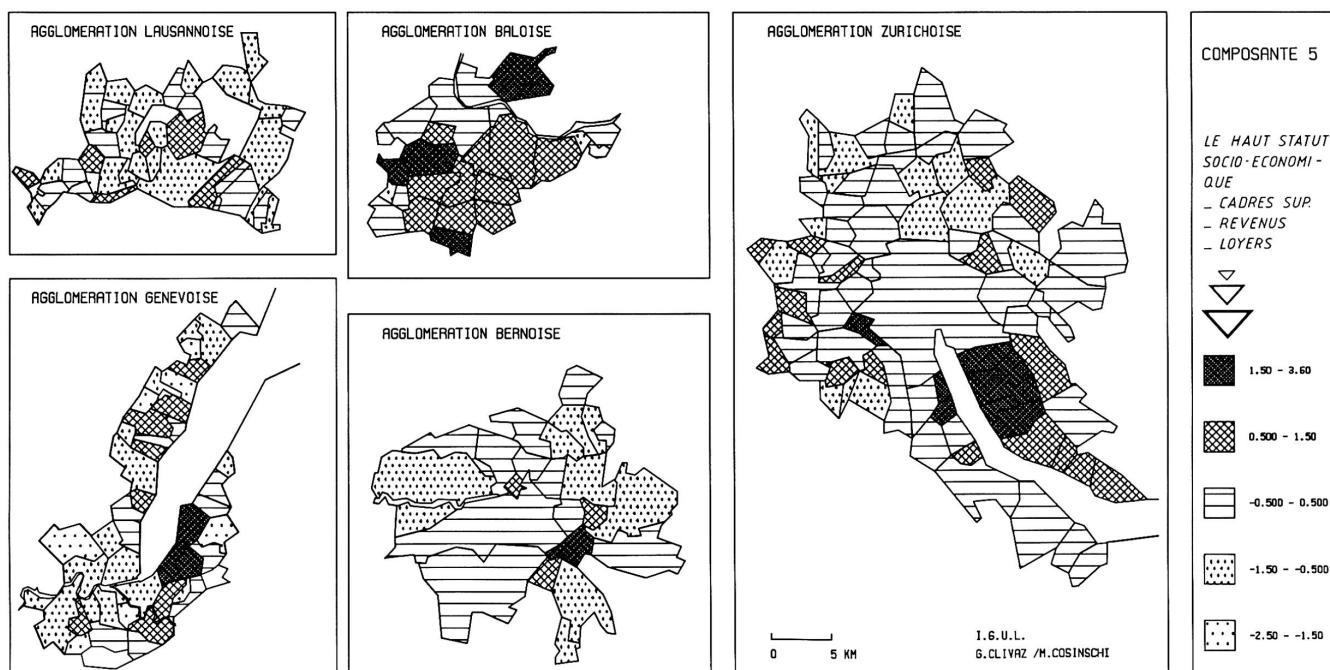 AGGLOMERATION LAUSANNOISE
AGGLOMERATION BALOISE
AGGLOMERATION ZURICHOISE
AGGLOMERATION GENEVOISE
AGGLOMERATION BERNOISE
0 5 KM
I.G.U.L.
G.CLIVAZ /M.COSINSCHI
COMPOSANTE 5
LE HAUT STATUT
SOCIO-ECONOMI-
QUE
_ CADRES SUP.
_ REVENUS
_ LOYERS
1.50 - 3.60
0.500 - 1.50
-0.500 - 0.500
-1.50 - -0.500
-2.50 - -1.50